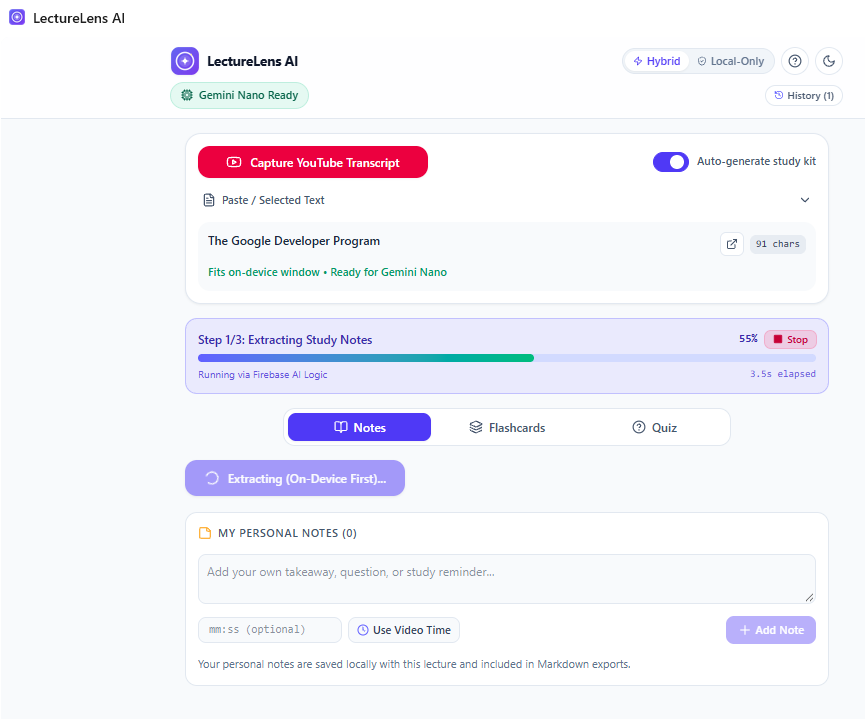 LectureLens AI
LectureLens AI
Hybrid
Local-Only
Gemini Nano Ready
History (1)
Capture YouTube Transcript
Auto-generate study kit
Paste / Selected Text
The Google Developer Program
91 chars
Fits on-device window • Ready for Gemini Nano
Step 1/3: Extracting Study Notes
55%
Stop
Running via Firebase AI Logic
3.5s elapsed
Notes
Flashcards
Quiz
Extracting (On-Device First)...
MY PERSONAL NOTES (0)
Add your own takeaway, question, or study reminder...
mm:ss (optional)
Use Video Time
Add Note
Your personal notes are saved locally with this lecture and included in Markdown exports.